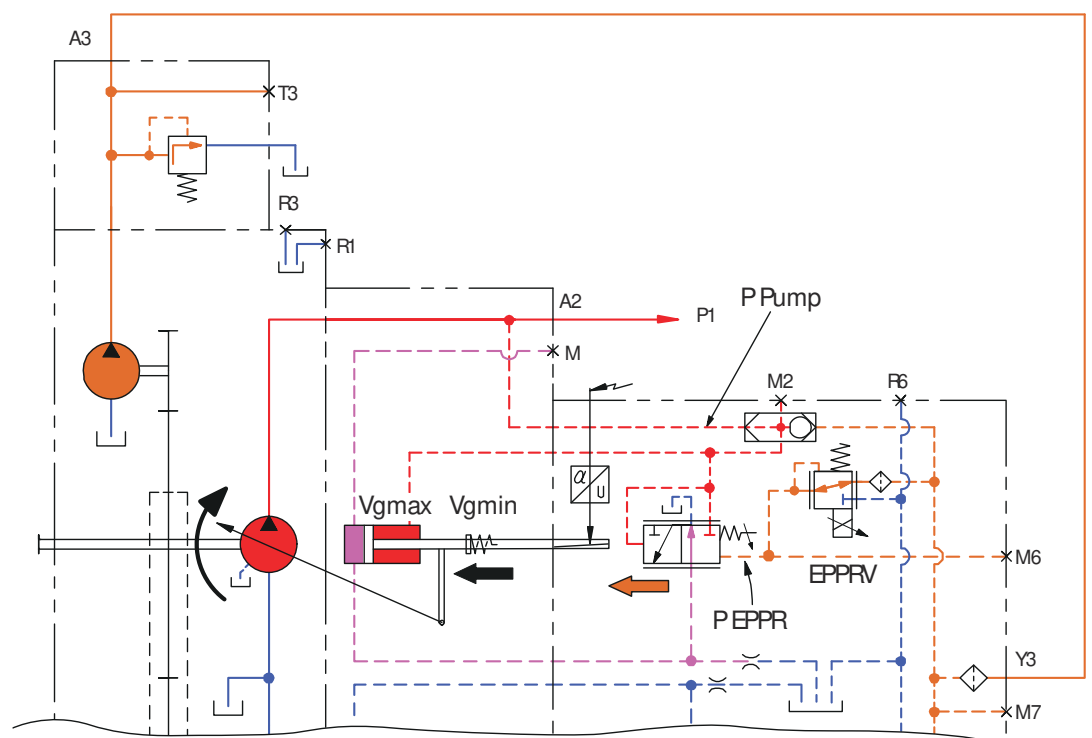 A3
T3
R3
R1
A2
P Pump
P1
M
M2
R6
α
U
Vgmax
Vgmin
M6
EPPRV
P EPPR
Y3
M7